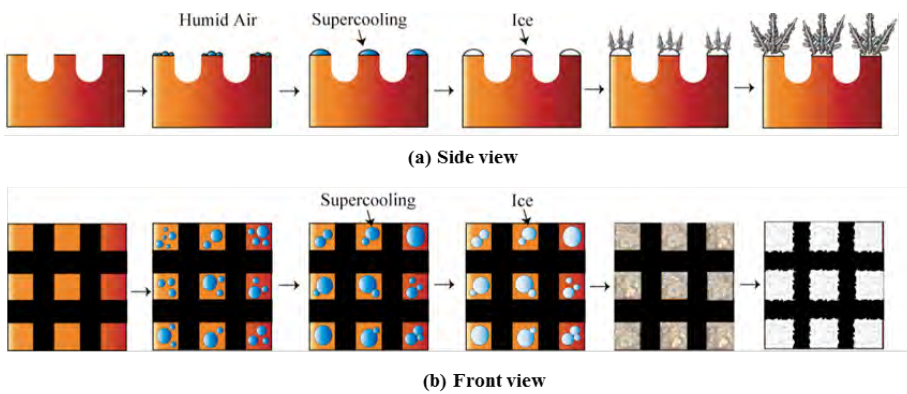 Humid Air
Supercooling
Ice
(a) Side view
Supercooling
Ice
(b) Front view